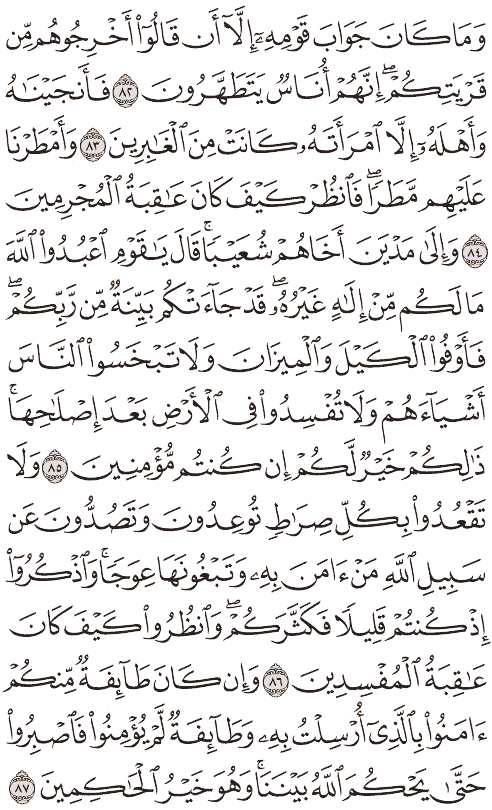 وَمَا كَانَ جَوَابَ قَوْمِهِۦٓ إِلَّآ أَن قَالُوٓا۟ أَخْرِجُوهُم مِّن
قَرْيَتِكُمْ ۖ إِنَّهُمْ أُنَاسٌ يَتَطَهَّرُونَ ٨٢ فَأَنجَيْنَٰهُ
وَأَهْلَهُۥٓ إِلَّا ٱمْرَأَتَهُۥ كَانَتْ مِنَ ٱلْغَٰبِرِينَ ٨٣ وَأَمْطَرْنَا
عَلَيْهِم مَّطَرًا ۖ فَٱنظُرْ كَيْفَ كَانَ عَٰقِبَةُ ٱلْمُجْرِمِينَ
٨٤ وَإِلَىٰ مَدْيَنَ أَخَاهُمْ شُعَيْبًا ۗ قَالَ يَٰقَوْمِ ٱعْبُدُوا۟ ٱللَّهَ
مَا لَكُم مِّنْ إِلَٰهٍ غَيْرُهُۥ ۖ قَدْ جَآءَتْكُم بَيِّنَةٌ مِّن رَّبِّكُمْ ۖ
فَأَوْفُوا۟ ٱلْكَيْلَ وَٱلْمِيزَانَ وَلَا تَبْخَسُوا۟ ٱلنَّاسَ
أَشْيَآءَهُمْ وَلَا تُفْسِدُوا۟ فِى ٱلْأَرْضِ بَعْدَ إِصْلَٰحِهَا ۚ
ذَٰلِكُمْ خَيْرٌ لَّكُمْ إِن كُنتُم مُّؤْمِنِينَ ٨٥ وَلَا
تَقْعُدُوا۟ بِكُلِّ صِرَٰطٍ تُوعِدُونَ وَتَصُدُّونَ عَن
سَبِيلِ ٱللَّهِ مَنْ ءَامَنَ بِهِۦ وَتَبْغُونَهَا عِوَجًا ۚ وَٱذْكُرُوٓا۟
إِذْ كُنتُمْ قَلِيلًا فَكَثَّرَكُمْ ۖ وَٱنظُرُوا۟ كَيْفَ كَانَ
عَٰقِبَةُ ٱلْمُفْسِدِينَ ٨٦ وَإِن كَانَ طَآئِفَةٌ مِّنكُمْ
ءَامَنُوا۟ بِٱلَّذِىٓ أُرْسِلْتُ بِهِۦ وَطَآئِفَةٌ لَّمْ يُؤْمِنُوا۟ فَٱصْبِرُوا۟
حَتَّىٰ يَحْكُمَ ٱللَّهُ بَيْنَنَا ۚ وَهُوَ خَيْرُ ٱلْحَٰكِمِينَ ٨٧